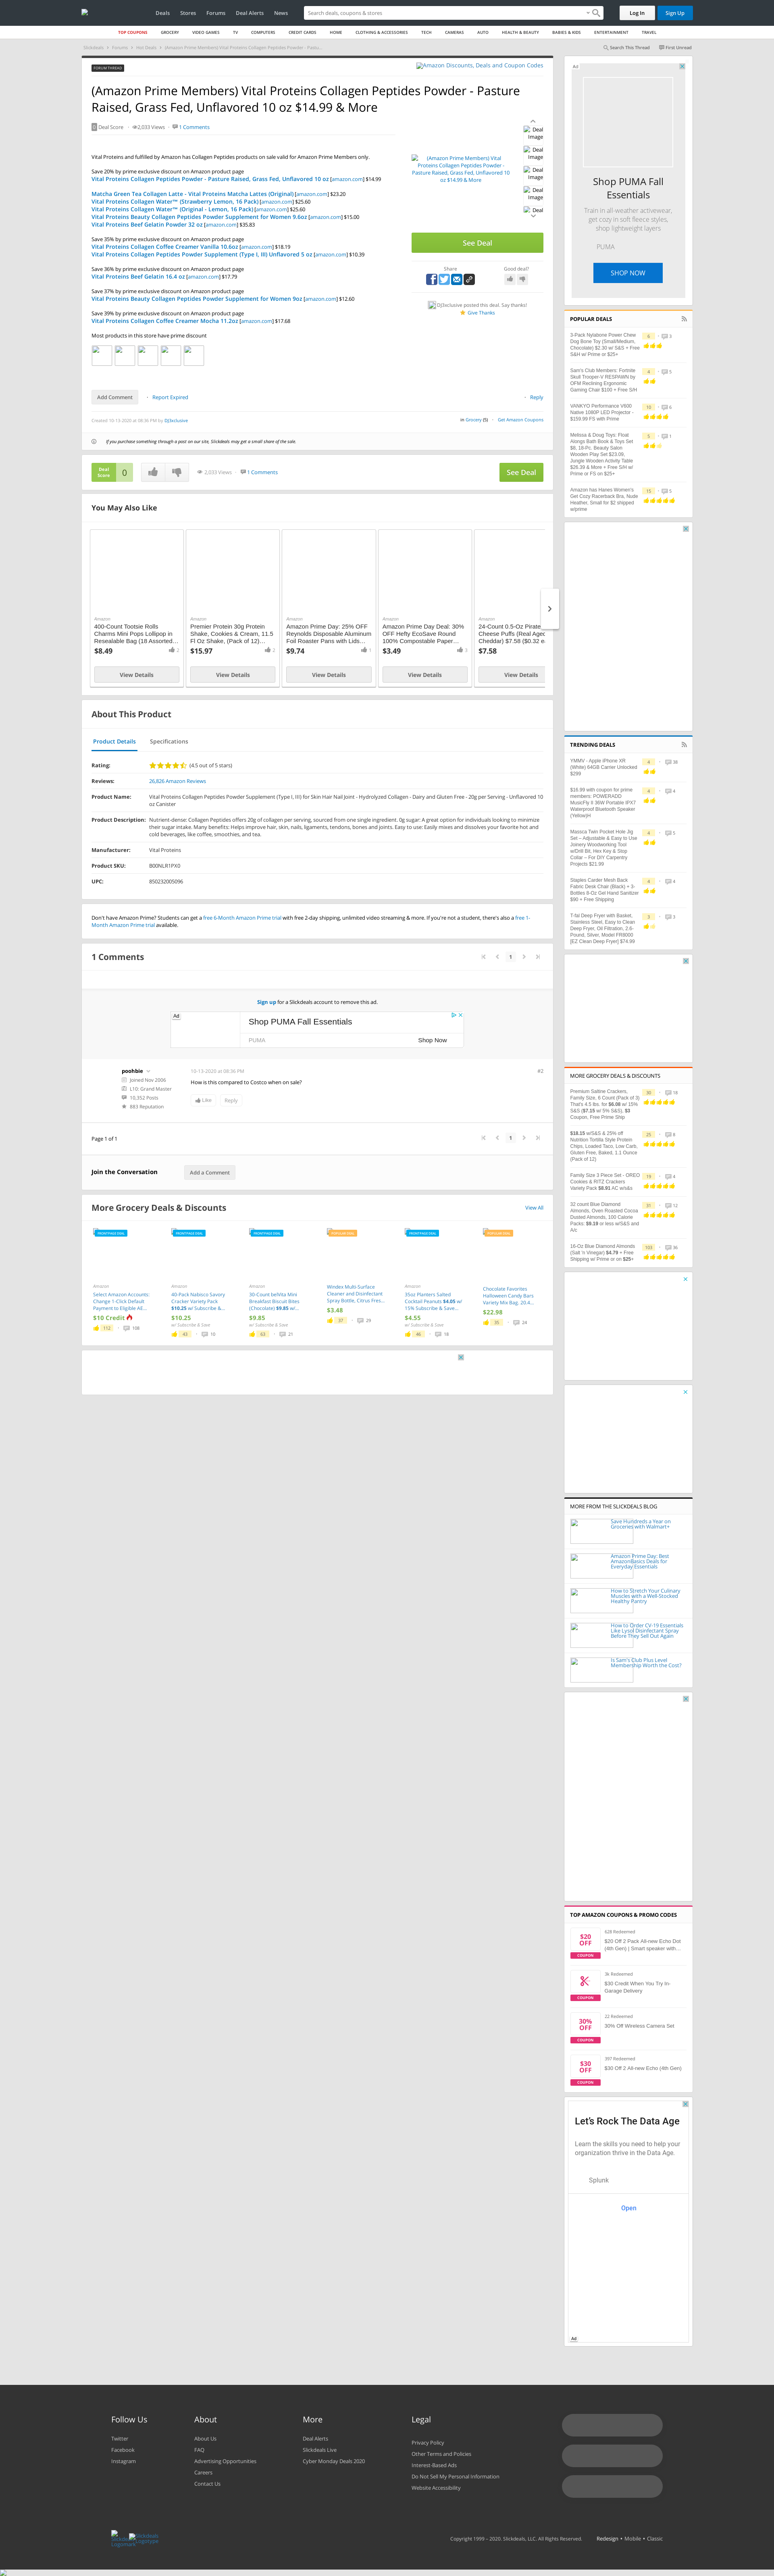 Deals Stores Forums Deal Alerts News
Search deals, coupons & stores
Log In Sign Up
TOP COUPONS GROCERY VIDEO GAMES TV COMPUTERS CREDIT CARDS HOME CLOTHING & ACCESSORIES TECH CAMERAS AUTO HEALTH & BEAUTY BABIES & KIDS ENTERTAINMENT TRAVEL
Slickdeals > Forums > Hot Deals > (Amazon Prime Members) Vital Proteins Collagen Peptides Powder - Pastu...
Search This Thread First Unread
FORUM THREAD
Amazon Discounts, Deals and Coupon Codes
(Amazon Prime Members) Vital Proteins Collagen Peptides Powder - Pasture
Raised, Grass Fed, Unflavored 10 oz $14.99 & More
0 Deal Score 2,033 Views 1 Comments
Vital Proteins and fulfilled by Amazon has Collagen Peptides products on sale valid for Amazon Prime Members only.
Save 20% by prime exclusive discount on Amazon product page
Vital Proteins Collagen Peptides Powder - Pasture Raised, Grass Fed, Unflavored 10 oz [amazon.com] $14.99
Matcha Green Tea Collagen Latte - Vital Proteins Matcha Lattes (Original) [amazon.com] $23.20
Vital Proteins Collagen Water™ (Strawberry Lemon, 16 Pack) [amazon.com] $25.60
Vital Proteins Collagen Water™ (Original - Lemon, 16 Pack) [amazon.com] $25.60
Vital Proteins Beauty Collagen Peptides Powder Supplement for Women 9.6oz [amazon.com] $15.00
Vital Proteins Beef Gelatin Powder 32 oz [amazon.com] $35.83
Save 35% by prime exclusive discount on Amazon product page
Vital Proteins Collagen Coffee Creamer Vanilla 10.6oz [amazon.com] $18.19
Vital Proteins Collagen Peptides Powder Supplement (Type I, III) Unflavored 5 oz [amazon.com] $10.39
Save 36% by prime exclusive discount on Amazon product page
Vital Proteins Beef Gelatin 16.4 oz [amazon.com] $17.79
Save 37% by prime exclusive discount on Amazon product page
Vital Proteins Beauty Collagen Peptides Powder Supplement for Women 9oz [amazon.com] $12.60
Save 39% by prime exclusive discount on Amazon product page
Vital Proteins Collagen Coffee Creamer Mocha 11.2oz [amazon.com] $17.68
Most products in this store have prime discount
(Amazon Prime Members) Vital
Proteins Collagen Peptides Powder -
Pasture Raised, Grass Fed, Unflavored 10
oz $14.99 & More
Deal
Image
Deal
Image
Deal
Image
Deal
Image
Deal
See Deal
Share
Good deal?
DJ3xclusive posted this deal. Say thanks!
Give Thanks
Add Comment Report Expired Reply
Created 10-13-2020 at 08:36 PM by DJ3xclusive
Grocery (5) Get Amazon Coupons
If you purchase something through a post on our site, Slickdeals may get a small share of the sale.
Deal
Score 0 2,033 Views 1 Comments See Deal
You May Also Like
Amazon
400-Count Tootsie Rolls
Charms Mini Pops Lollipop in
Resealable Bag (18 Assorted...
$8.49 2
View Details
Amazon
Premier Protein 30g Protein
Shake, Cookies & Cream, 11.5
Fl Oz Shake, (Pack of 12)...
$15.97 2
View Details
Amazon
Amazon Prime Day: 25% OFF
Reynolds Disposable Aluminum
Foil Roaster Pans with Lids...
$9.74 1
View Details
Amazon
Amazon Prime Day Deal: 30%
OFF Hefty EcoSave Round
100% Compostable Paper...
$3.49 3
View Details
Amazon
24-Count 0.5-Oz Pirate
Cheese Puffs (Real Aged
Cheddar) $7.58 ($0.32 e
$7.58
View Details
About This Product
Product Details Specifications
Rating: (4.5 out of 5 stars)
Reviews: 26,826 Amazon Reviews
Product Name: Vital Proteins Collagen Peptides Powder Supplement (Type I, III) for Skin Hair Nail Joint - Hydrolyzed Collagen - Dairy and Gluten Free - 20g per Serving - Unflavored 10
oz Canister
Product Description: Nutrient-dense: Collagen Peptides offers 20g of collagen per serving, sourced from one single ingredient. 0g sugar: A great option for individuals looking to minimize
their sugar intake. Many benefits: Helps improve hair, skin, nails, ligaments, tendons, bones and joints. Easy to use: Easily mixes and dissolves your favorite hot and
cold beverages, like coffee, smoothies, and tea.
Manufacturer: Vital Proteins
Product SKU: B00NLR1PX0
UPC: 850232005096
Don't have Amazon Prime? Students can get a free 6-Month Amazon Prime trial with free 2-day shipping, unlimited video streaming & more. If you're not a student, there's also a free 1-
Month Amazon Prime trial available.
1 Comments
1
Sign up for a Slickdeals account to remove this ad.
Ad
Shop PUMA Fall Essentials
PUMA Shop Now
poohbie
Joined Nov 2006
L10: Grand Master
10,352 Posts
883 Reputation
10-13-2020 at 08:36 PM #2
How is this compared to Costco when on sale?
Like Reply
Page 1 of 1
1
Join the Conversation Add a Comment
More Grocery Deals & Discounts View All
FRONTPAGE DEAL
Amazon
Select Amazon Accounts:
Change 1-Click Default
Payment to Eligible AE...
$10 Credit
112 108
FRONTPAGE DEAL
Amazon
40-Pack Nabisco Savory
Cracker Variety Pack
$10.25 w/ Subscribe &...
$10.25
w/ Subscribe & Save
43 10
FRONTPAGE DEAL
Amazon
30-Count belVita Mini
Breakfast Biscuit Bites
(Chocolate) $9.85 w/...
$9.85
w/ Subscribe & Save
63 21
POPULAR DEAL
Windex Multi-Surface
Cleaner and Disinfectant
Spray Bottle, Citrus Fres...
$3.48
37 29
FRONTPAGE DEAL
Amazon
35oz Planters Salted
Cocktail Peanuts $4.05 w/
15% Subscribe & Save...
$4.55
w/ Subscribe & Save
46 18
POPULAR DEAL
Chocolate Favorites
Halloween Candy Bars
Variety Mix Bag, 20.4...
$22.98
35 24
Ad
Shop PUMA Fall
Essentials
Train in all-weather activewear,
get cozy in soft fleece styles,
shop lightweight layers.
PUMA
SHOP NOW
POPULAR DEALS
3-Pack Nylabone Power Chew
Dog Bone Toy (Small/Medium,
Chocolate) $2.30 w/ S&S + Free
S&H w/ Prime or $25+
6 3
Sam's Club Members: Fortnite
Skull Trooper-V RESPAWN by
OFM Reclining Ergonomic
Gaming Chair $100 + Free S/H
4 5
VANKYO Performance V600
Native 1080P LED Projector -
$159.99 FS with Prime
10 6
Melissa & Doug Toys: Float
Alongs Bath Book & Toys Set
$8, 18-Pc. Beauty Salon
Wooden Play Set $23.09,
Jungle Wooden Activity Table
$26.39 & More + Free S/H w/
Prime or FS on $25+
5 1
Amazon has Hanes Women's
Get Cozy Racerback Bra, Nude
Heather, Small for $2 shipped
w/prime
13 5
TRENDING DEALS
YMMV - Apple iPhone XR
(White) 64GB Carrier Unlocked
$299
4 38
$16.99 with coupon for prime
members: POWERADD
MusicFly II 36W Portable IPX7
Waterproof Bluetooth Speaker
(Yellow)H
4 4
Massca Twin Pocket Hole Jig
Set – Adjustable & Easy to Use
Joinery Woodworking Tool
w/Drill Bit, Hex Key & Stop
Collar – For DIY Carpentry
Projects $21.99
4 5
Staples Carder Mesh Back
Fabric Desk Chair (Black) + 3-
Bottles 8-Oz Gel Hand Sanitizer
$90 + Free Shipping
4 4
T-fal Deep Fryer with Basket,
Stainless Steel, Easy to Clean
Deep Fryer, Oil Filtration, 2.6-
Pound, Silver, Model FR8000
[EZ Clean Deep Fryer] $74.99
3 3
MORE GROCERY DEALS & DISCOUNTS
Premium Saltine Crackers,
Family Size, 6 Count (Pack of 3)
That's 4.5 lbs. for $6.08 w/ 15%
S&S ($7.15 w/ 5% S&S). $3
Coupon, Free Prime Ship
30 18
$18.15 w/S&S & 25% off
Nutrition Tortilla Style Protein
Chips, Loaded Taco, Low Carb,
Gluten Free, Baked, 1.1 Ounce
(Pack of 12)
25 8
Family Size 3 Piece Set - OREO
Cookies & RITZ Crackers
Variety Pack $8.81 AC w/s&s
19 4
32 count Blue Diamond
Almonds, Oven Roasted Cocoa
Dusted Almonds, 100 Calorie
Packs: $9.19 or less w/S&S and
A/c
31 12
16-Oz Blue Diamond Almonds
(Salt 'n Vinegar) $4.79 + Free
Shipping w/ Prime or on $25+
103 36
MORE FROM THE SLICKDEALS BLOG
Save Hundreds a Year on
Groceries with Walmart+
Amazon Prime Day: Best
AmazonBasics Deals for
Everyday Essentials
How to Stretch Your Culinary
Muscles with a Well-Stocked
Healthy Pantry
How to Order CV-19 Essentials
Like Lysol Disinfectant Spray
Before They Sell Out Again
Is Sam's Club Plus Level
Membership Worth the Cost?
TOP AMAZON COUPONS & PROMO CODES
$20
OFF
COUPON
628 Redeemed
$20 Off 2 Pack All-new Echo Dot
(4th Gen) | Smart speaker with...
COUPON
36 Redeemed
$30 Credit When You Try In-
Garage Delivery
30%
OFF
COUPON
22 Redeemed
30% Off Wireless Camera Set
$30
OFF
COUPON
397 Redeemed
$30 Off 2 All-new Echo (4th Gen)
Let's Rock The Data Age
Learn the skills you need to help your
organization thrive in the Data Age.
Splunk
Open
Ad
Follow Us
Twitter
Facebook
Instagram
About
About Us
FAQ
Advertising Opportunities
Careers
Contact Us
More
Deal Alerts
Slickdeals Live
Cyber Monday Deals 2020
Legal
Privacy Policy
Other Terms and Policies
Interest-Based Ads
Do Not Sell My Personal Information
Website Accessibility
Copyright 1999 – 2020. Slickdeals, LLC. All Rights Reserved. Redesign • Mobile • Classic